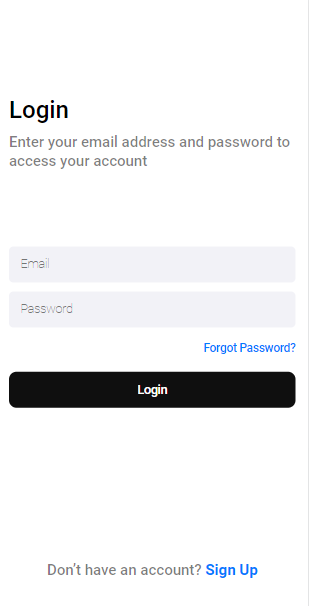 Login
Enter your email address and password to
access your account
Email
Password
Forgot Password?
Login
Don’t have an account? Sign Up